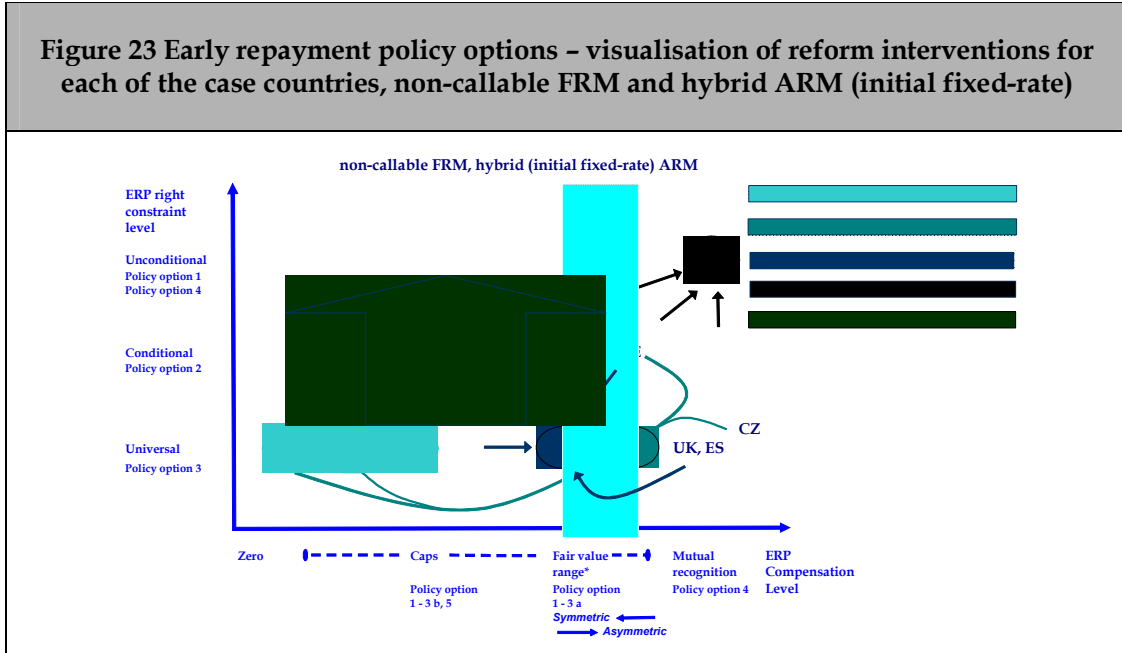 Figure 23 Early repayment policy options – visualisation of reform interventions for
each of the case countries, non-callable FRM and hybrid ARM (initial fixed-rate)
non-callable FRM, hybrid (initial fixed-rate) ARM
ERP right
constraint
level
Unconditional
Policy option 1
Policy option 4
Conditional
Policy option 2
Universal
Policy option 3
CZ
UK, ES
Zero
Caps
Policy option
1 - 3 b, 5
Fair value
range*
Policy option
1 - 3 a
Symmetric
Asymmetric
Mutual
recognition
Policy option 4
ERP
Compensation
Level